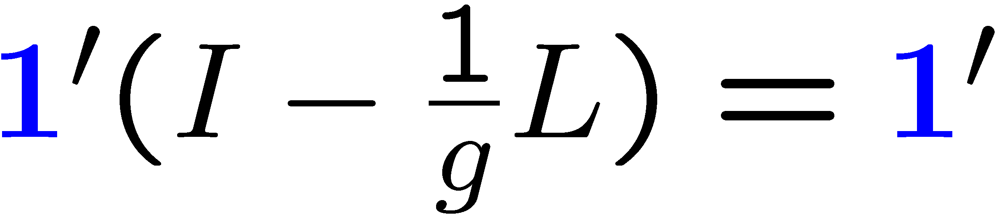 1′(I − 1/g L) = 1′